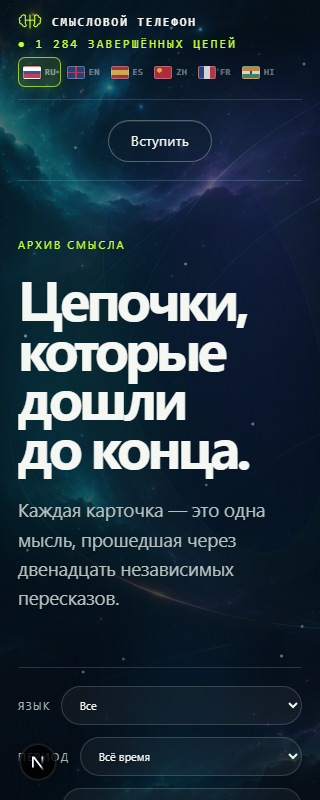 СМЫСЛОВОЙ ТЕЛЕФОН
• 1 284 ЗАВЕРШЁННЫХ ЦЕПЕЙ
RU EN ES ZH FR HI
Вступить
АРХИВ СМЫСЛА
Цепочки,
которые
дошли
до конца.
Каждая карточка — это одна
мысль, прошедшая через
двенадцать независимых
пересказов.
ЯЗЫК Все
Всё время
N